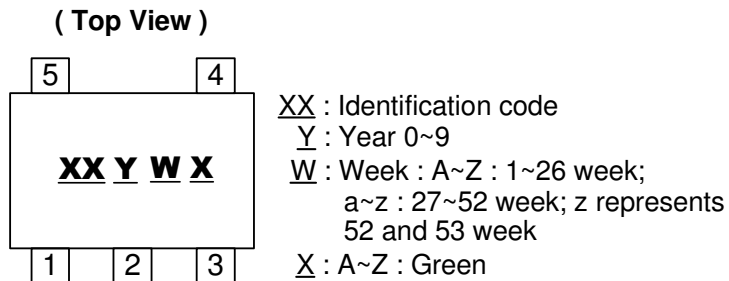 ( Top View )
5 4
XX Y W X
1 2 3
XX : Identification code
Y : Year 0~9
W : Week : A~Z : 1~26 week;
a~z : 27~52 week; z represents
52 and 53 week
X : A~Z : Green